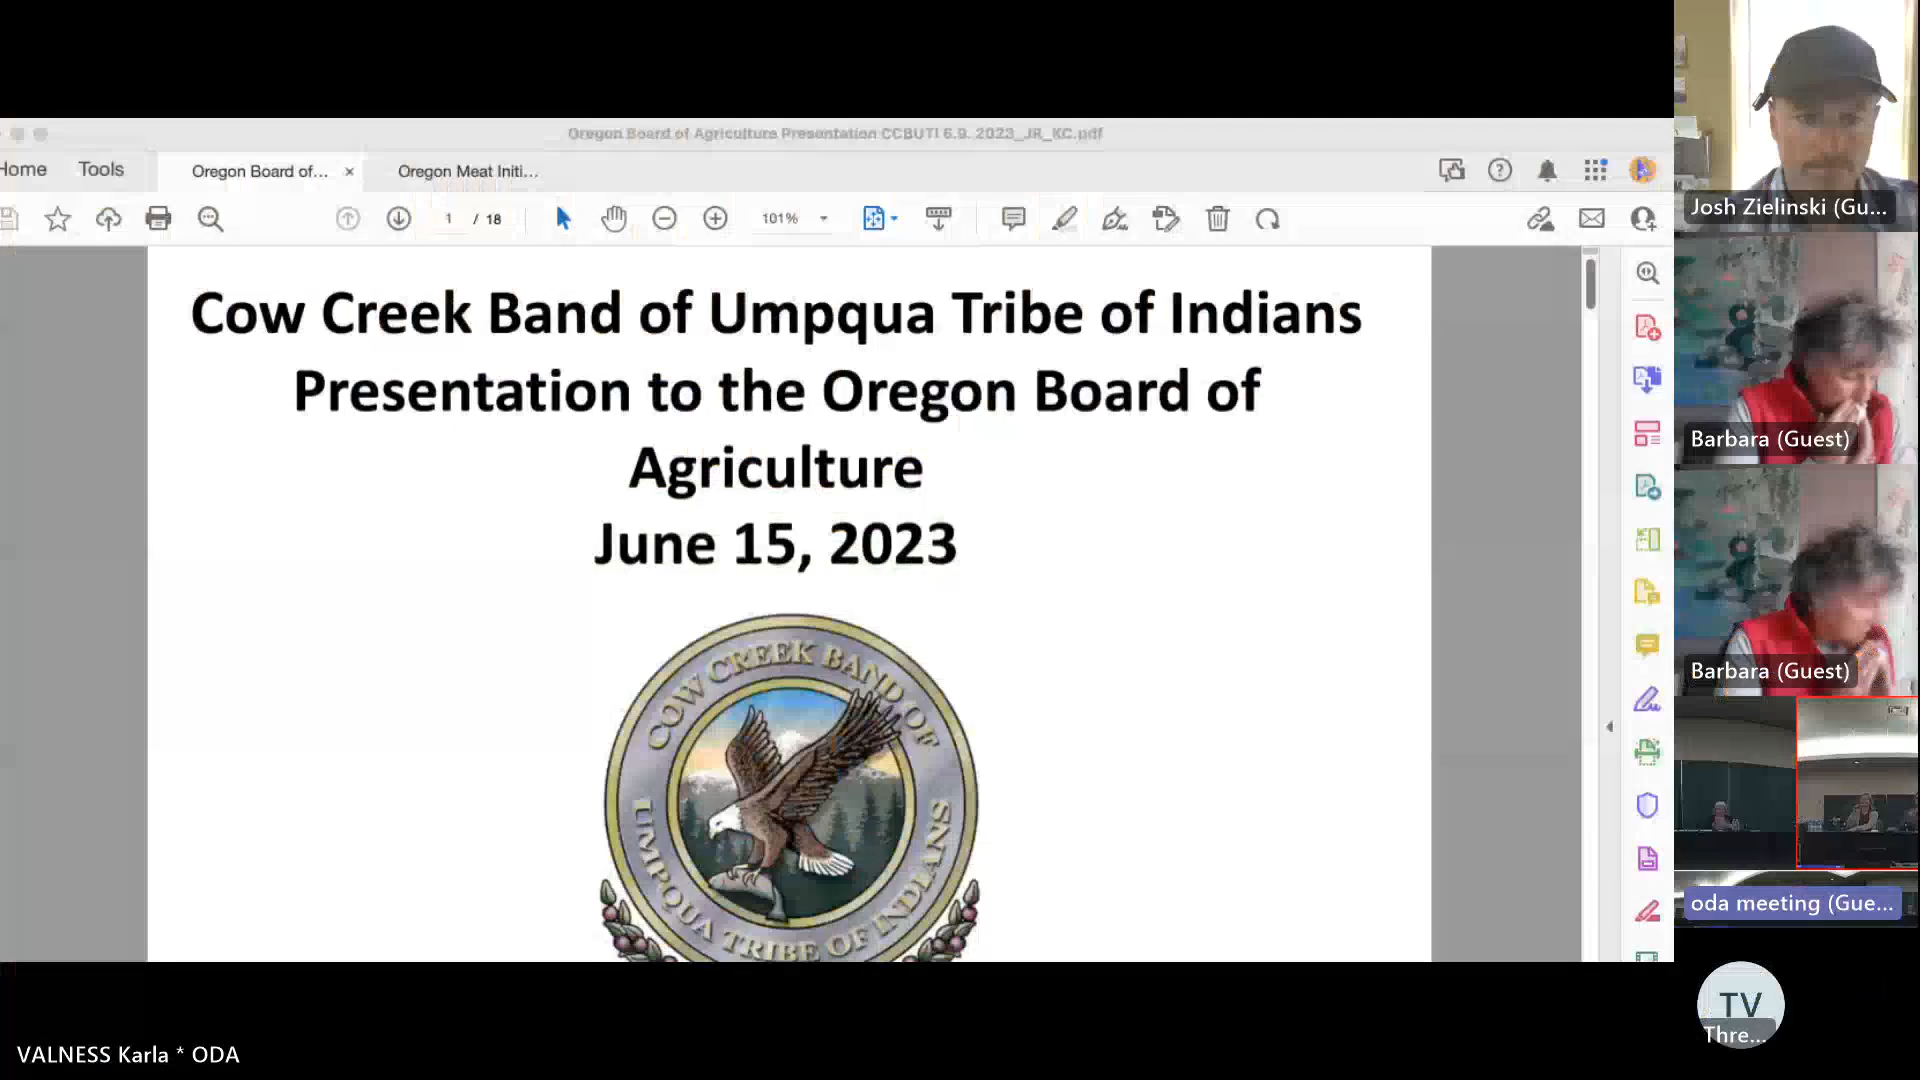 Oregon Board of Agriculture Presentation CCBUTI 6.9. 2023_JR_KC.pdf
Home
Tools
Oregon Board of...
Oregon Meat Initi...
1 / 18
101%
Cow Creek Band of Umpqua Tribe of Indians
Presentation to the Oregon Board of
Agriculture
June 15, 2023
COW CREEK BAND OF
UMPQUA TRIBE OF INDIANS
Josh Zielinski (Gu...
Barbara (Guest)
Barbara (Guest)
oda meeting (Gue...
TV
Thre...
VALNESS Karla * ODA